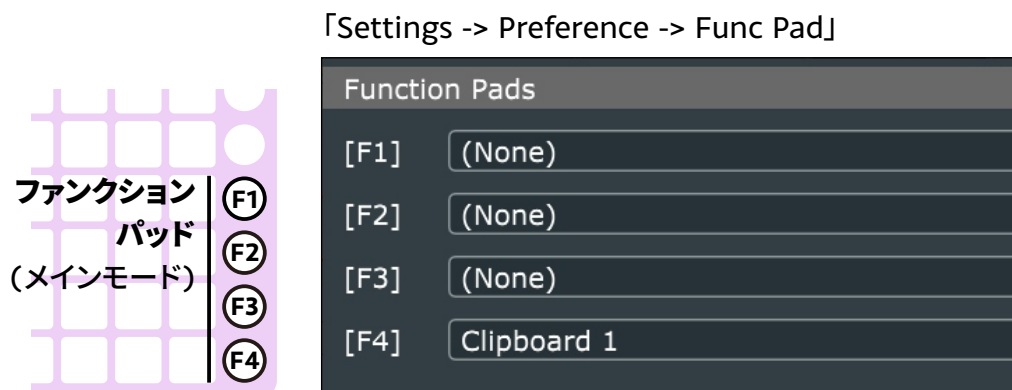 「Settings -> Preference -> Func Pad」
ファンクション
パッド
(メインモード)
F1
F2
F3
F4
Function Pads
[F1] (None)
[F2] (None)
[F3] (None)
[F4] Clipboard 1